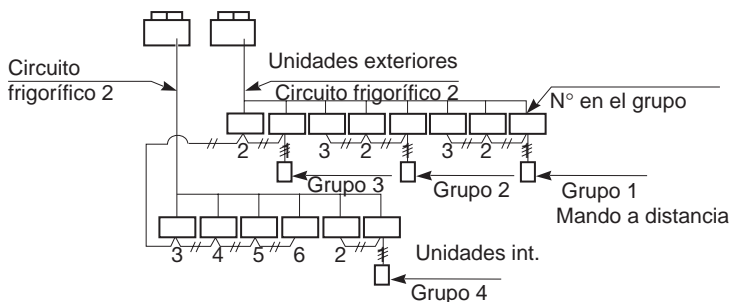 Unidades exteriores
Circuito
frigorífico 2
Circuito frigorífico 2
N° en el grupo
2 3 2 3 2
Grupo 3
Grupo 2
Grupo 1
Mando a distancia
3 4 5 6 2
Unidades int.
Grupo 4